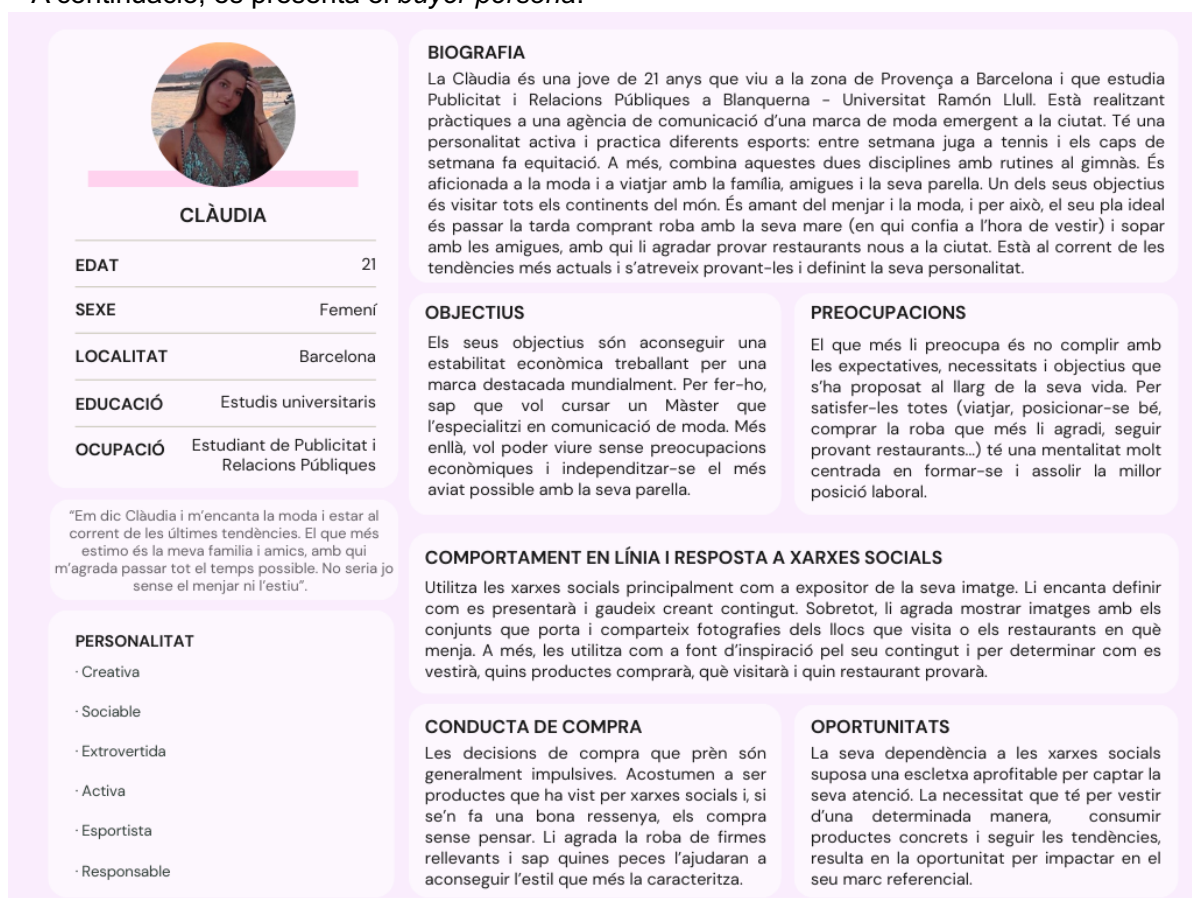 A continuació, es presenta el buyer persona:
CLÀUDIA
EDAT 21
SEXE Femení
LOCALITAT Barcelona
EDUCACIÓ Estudis universitaris
OCUPACIÓ Estudiant de Publicitat i
Relacions Públiques
“Em dic Clàudia i m’encanta la moda i estar al
corrent de les últimes tendències. El que més
estimo és la meva familia i amics, amb qui
m’agrada passar tot el temps possible. No seria jo
sense el menjar ni l’estiu”.
PERSONALITAT
· Creativa
· Sociable
· Extrovertida
· Activa
· Esportista
· Responsable
BIOGRAFIA
La Clàudia és una jove de 21 anys que viu a la zona de Provença a Barcelona i que estudia
Publicitat i Relacions Públiques a Blanquerna - Universitat Ramón Llull. Està realitzant
pràctiques a una agència de comunicació d’una marca de moda emergent a la ciutat. Té una
personalitat activa i practica diferents esports: entre setmana juga a tennis i els caps de
setmana fa equitació. A més, combina aquestes dues disciplines amb rutines al gimnàs. És
aficionada a la moda i a viatjar amb la família, amigues i la seva parella. Un dels seus objectius
és visitar tots els continents del món. És amant del menjar i la moda, i per això, el seu pla ideal
és passar la tarda comprant roba amb la seva mare (en qui confia a l’hora de vestir) i sopar
amb les amigues, amb qui li agradar provar restaurants nous a la ciutat. Està al corrent de les
tendències més actuals i s’atreveix provant-les i definint la seva personalitat.
OBJECTIUS
Els seus objectius són aconseguir una
estabilitat econòmica treballant per una
marca destacada mundialment. Per fer-ho,
sap que vol cursar un Màster que
l’especialitzi en comunicació de moda. Més
enllà, vol poder viure sense preocupacions
econòmiques i independitzar-se el més
aviat possible amb la seva parella.
PREOCUPACIONS
El que més li preocupa és no complir amb
les expectatives, necessitats i objectius que
s’ha proposat al llarg de la seva vida. Per
satisfer-les totes (viatjar, posicionar-se bé,
comprar la roba que més li agradi, seguir
provant restaurants...) té una mentalitat molt
centrada en formar-se i assolir la millor
posició laboral.
COMPORTAMENT EN LÍNIA I RESPOSTA A XARXES SOCIALS
Utilitza les xarxes socials principalment com a expositor de la seva imatge. Li encanta definir
com es presentarà i gaudeix creant contingut. Sobretot, li agrada mostrar imatges amb els
conjunts que porta i comparteix fotografies dels llocs que visita o els restaurants en què
menja. A més, les utilitza com a font d’inspiració pel seu contingut i per determinar com es
vestirà, quins productes comprarà, què visitarà i quin restaurant provarà.
CONDUCTA DE COMPRA
Les decisions de compra que prèn són
generalment impulsives. Acostumen a ser
productes que ha vist per xarxes socials i, si
se’n fa una bona ressenya, els compra
sense pensar. Li agrada la roba de firmes
rellevants i sap quines peces l’ajudaran a
aconseguir l’estil que més la caracteritza.
OPORTUNITATS
La seva dependència a les xarxes socials
suposa una escletxa aprofitable per captar la
seva atenció. La necessitat que té per vestir
d’una determinada manera, consumir
productes concrets i seguir les tendències,
resulta en la oportunitat per impactar en el
seu marc referencial.